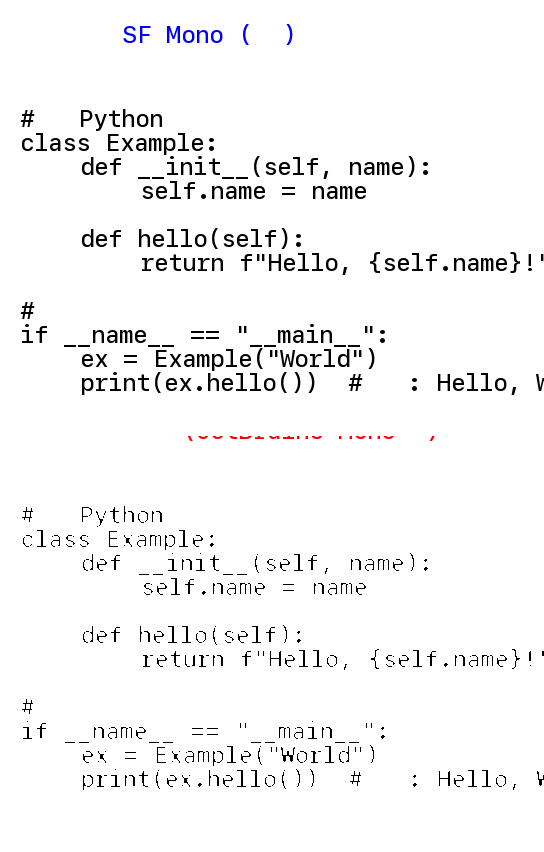 SF Mono (  )
#   Python
class Example:
    def __init__(self, name):
        self.name = name
    def hello(self):
        return f"Hello, {self.name}!"
#
if __name__ == "__main__":
    ex = Example("World")
    print(ex.hello())  #   : Hello, W
#   Python
class Example:
    def __init__(self, name):
        self.name = name
    def hello(self):
        return f"Hello, {self.name}!"
#
if __name__ == "__main__":
    ex = Example("World")
    print(ex.hello())  #   : Hello, W